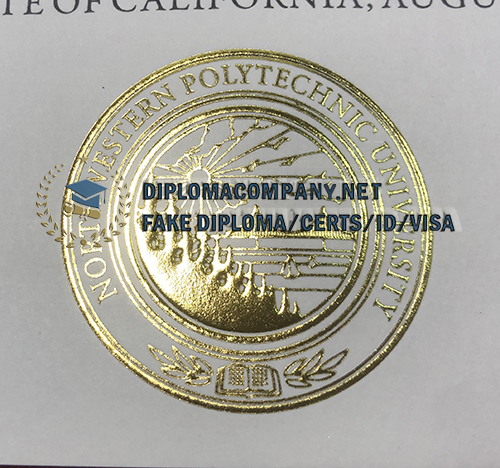 TE OF CALIFORNIA, AUGU
NORTHWESTERN POLYTECHNIC UNIVERSITY
DIPLOMACOMPANY.NET
FAKE DIPLOMA/CERTS/ID/VISA